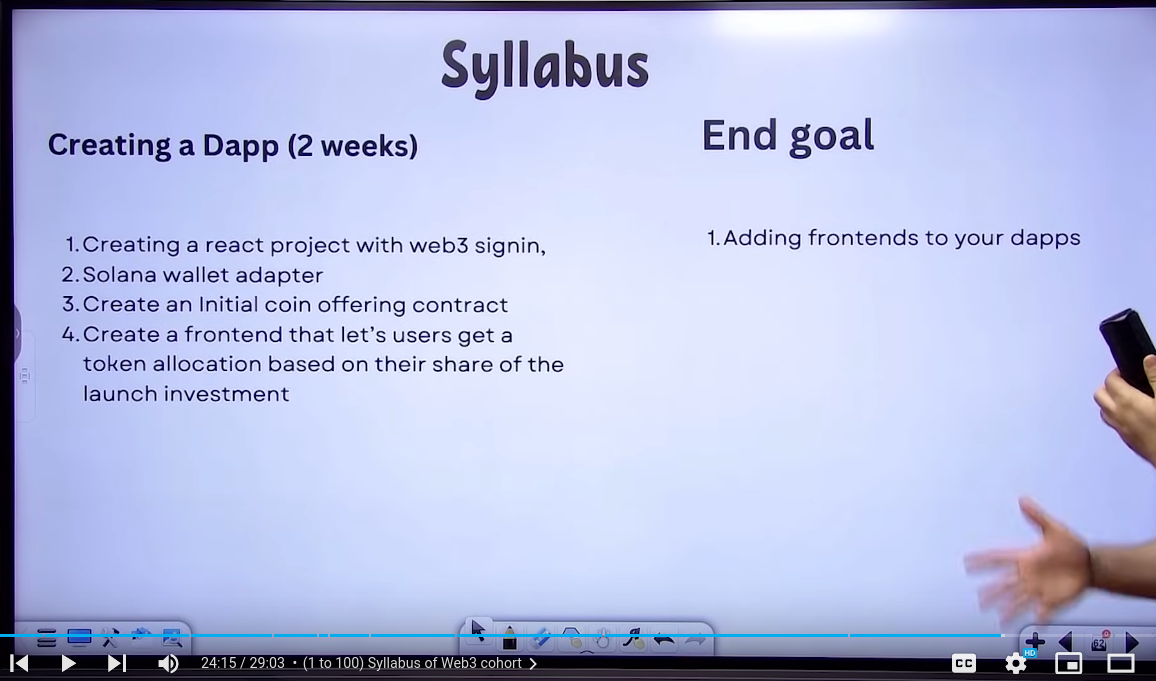 Syllabus
Creating a Dapp (2 weeks)
End goal
1. Creating a react project with web3 signin,
2. Solana wallet adapter
3. Create an Initial coin offering contract
4. Create a frontend that let's users get a
token allocation based on their share of the
launch investment
1. Adding frontends to your dapps
62
24:15 / 29:03 • (1 to 100) Syllabus of Web3 cohort
CC
HD